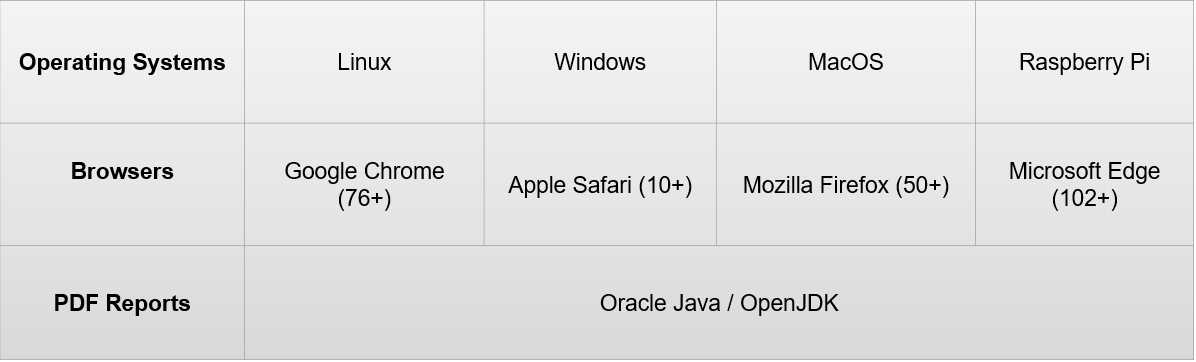 Operating Systems
Linux
Windows
MacOS
Raspberry Pi
Browsers
Google Chrome
(76+)
Apple Safari (10+)
Mozilla Firefox (50+)
Microsoft Edge
(102+)
PDF Reports
Oracle Java / OpenJDK